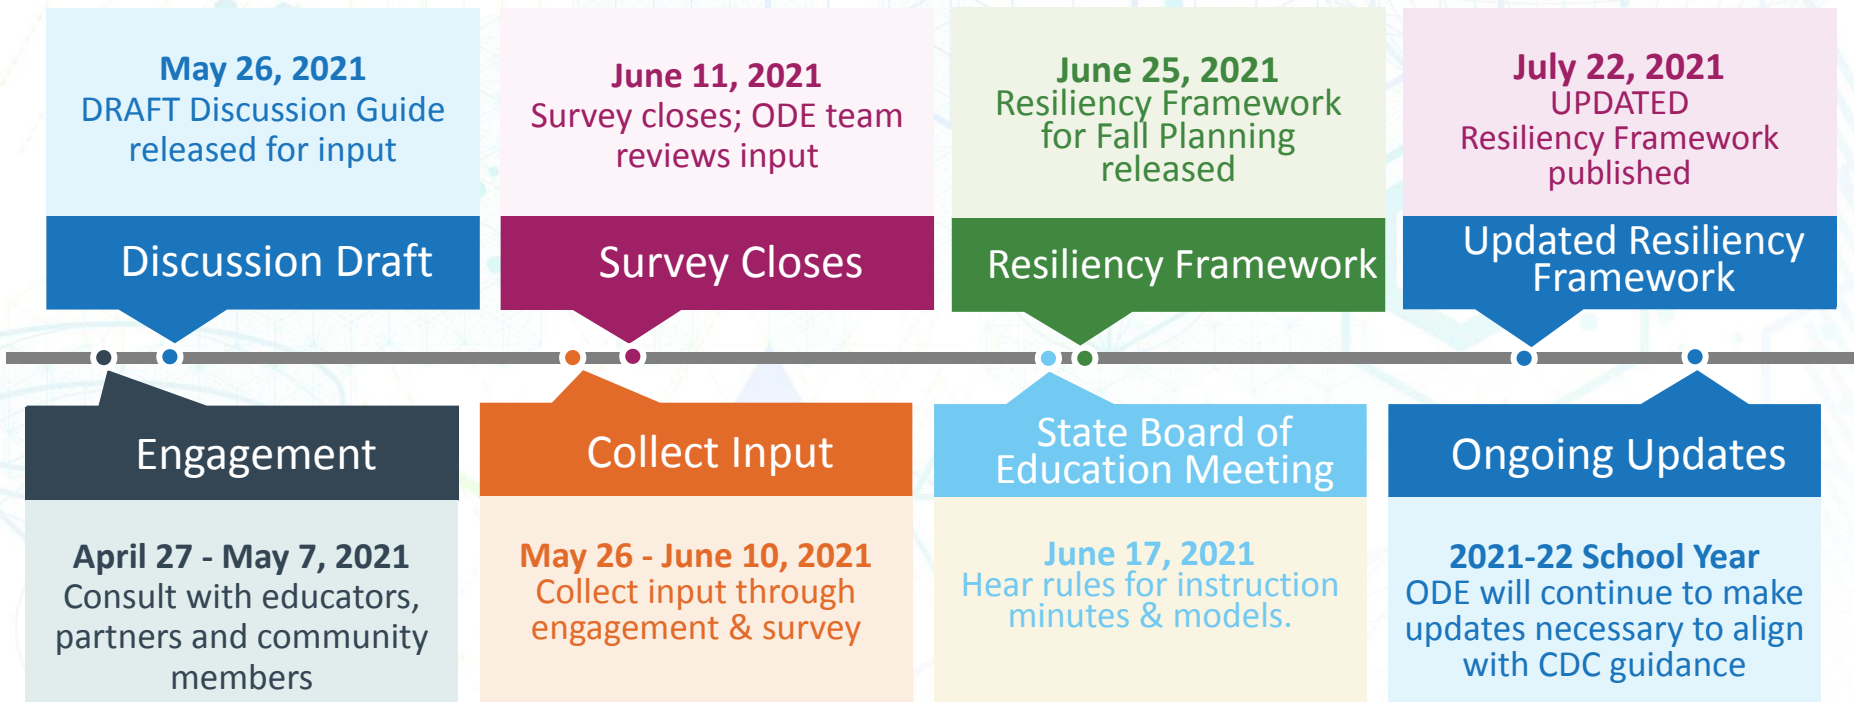 May 26, 2021
DRAFT Discussion Guide
released for input
Discussion Draft
June 11, 2021
Survey closes; ODE team
reviews input
Survey Closes
June 25, 2021
Resiliency Framework
for Fall Planning
released
Resiliency Framework
July 22, 2021
UPDATED
Resiliency Framework
published
Updated Resiliency
Framework
Engagement
April 27 - May 7, 2021
Consult with educators,
partners and community
members
Collect Input
May 26 - June 10, 2021
Collect input through
engagement & survey
State Board of
Education Meeting
June 17, 2021
Hear rules for instruction
minutes & models.
Ongoing Updates
2021-22 School Year
ODE will continue to make
updates necessary to align
with CDC guidance